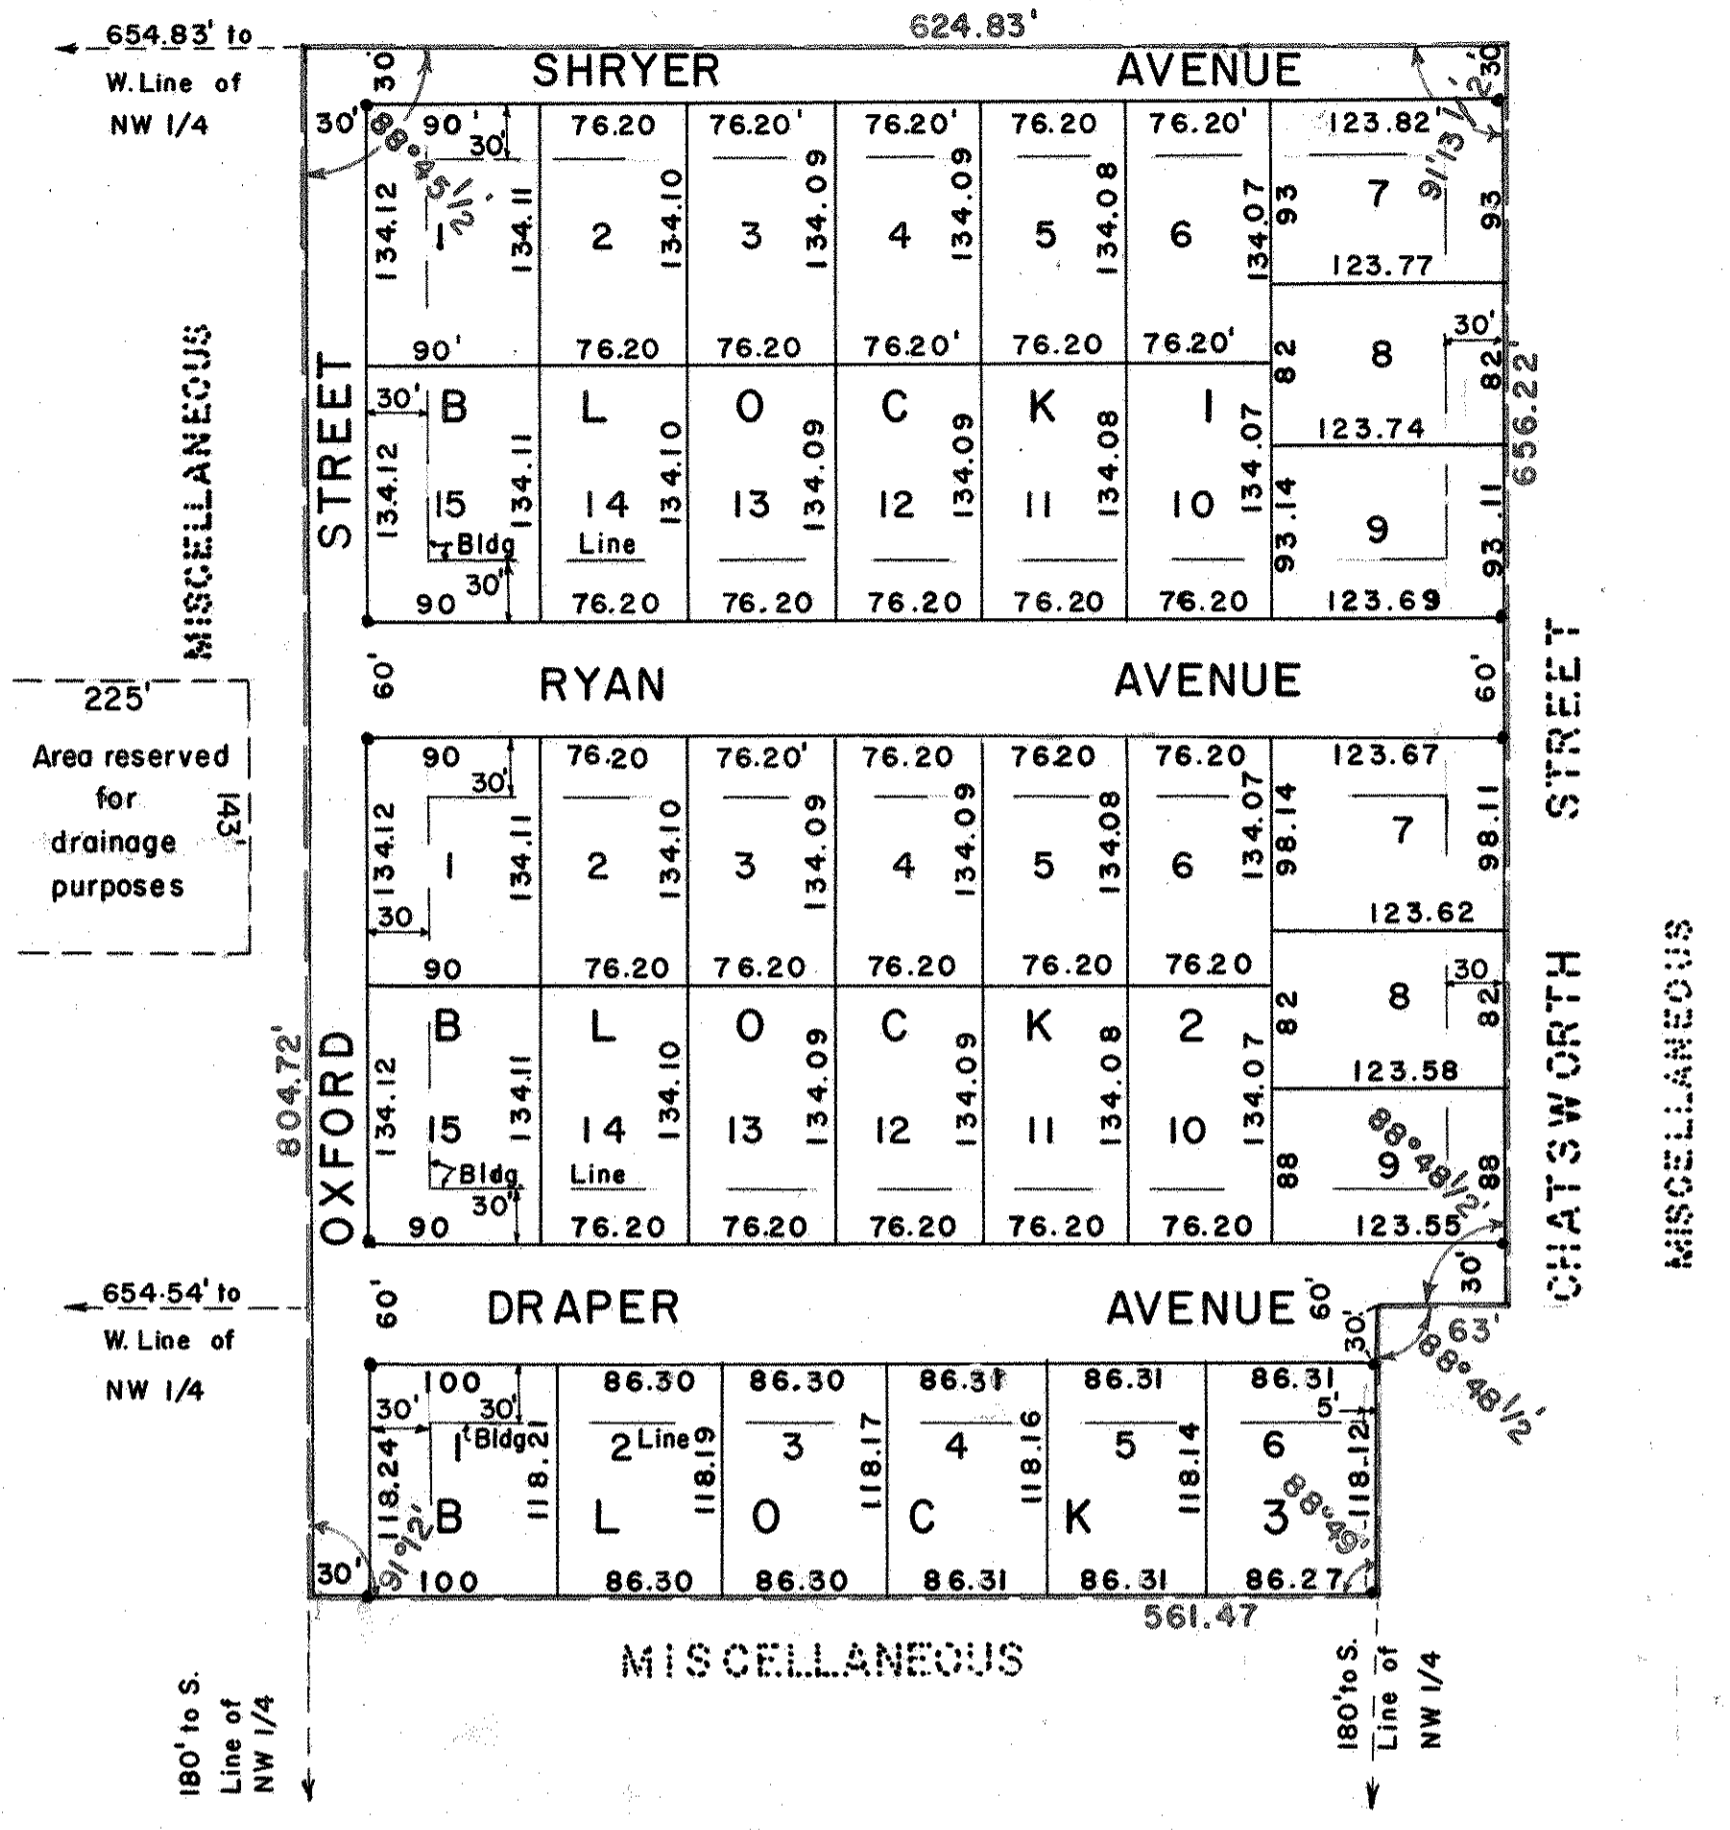 624.83'
654.83' to
W. Line of
NW 1/4
30'
SHRYER AVENUE
30'
91°13 1/2'
30'
88°45 1/2'
90' 76.20 76.20' 76.20' 76.20 76.20' 123.82'
30'
134.12 134.11 134.10 134.09 134.09 134.08 134.07 93 93
1 2 3 4 5 6 7
123.77
90' 76.20 76.20 76.20' 76.20 76.20'
82 8 30' 82
123.74
30'
B L O C K 1
134.12 134.11 134.10 134.09 134.09 134.08 134.07 93.14 93.11
15 14 13 12 11 10 9
Bldg Line
30'
90 76.20 76.20 76.20 76.20 76.20 123.69
656.22'
MISCELLANEOUS
STREET
60' RYAN AVENUE 60'
225'
Area reserved
for
drainage
purposes
143'
90 76.20 76.20' 76.20 76.20 76.20 123.67
30'
134.12 134.11 134.10 134.09 134.09 134.08 134.07 98.14 98.11
1 2 3 4 5 6 7
30
123.62
90 76.20 76.20 76.20 76.20 76.20
82 8 30 82
123.58
B L O C K 2
134.12 134.11 134.10 134.09 134.09 134.08 134.07 88 88
15 14 13 12 11 10 9
88°48 1/2'
Bldg Line
30'
90 76.20 76.20 76.20 76.20 76.20 123.55
804.72'
OXFORD
STREET
CHATSWORTH
MISCELLANEOUS
654.54' to
W. Line of
NW 1/4
60' DRAPER AVENUE 60'
30'
30'
63'
88°48 1/2'
100 86.30 86.30 86.31 86.31 86.31
30' 30' 5'
1 Bldg 2 Line 3 4 5 6
118.24 118.21 118.19 118.17 118.16 118.14 118.12
B L O C K 3
88°49'
30'
100 86.30 86.30 86.31 86.31 86.27
561.47
MISCELLANEOUS
180' to S.
Line of
NW 1/4
180' to S.
Line of
NW 1/4